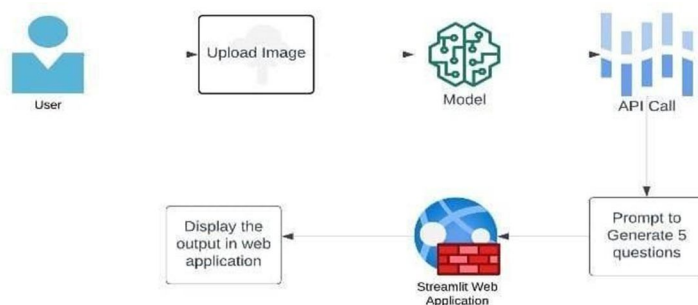 User
Upload Image
Model
API Call
Prompt to
Generate 5
questions
Streamlit Web
Application
Display the
output in web
application